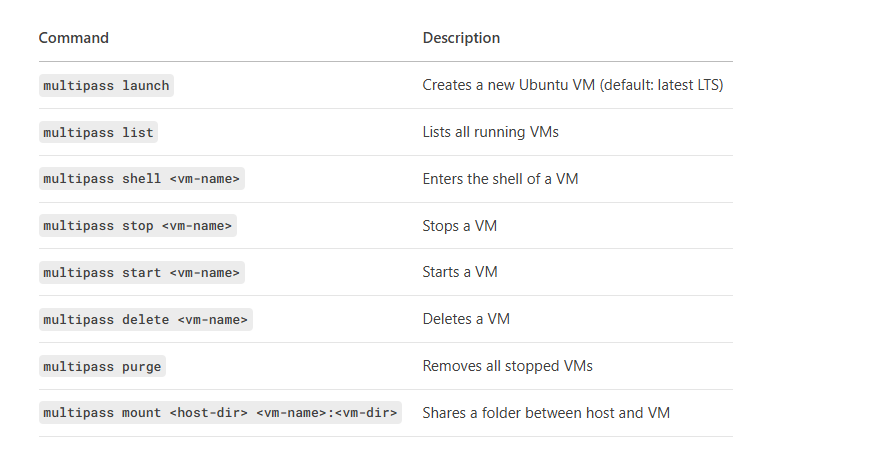 Command Description
multipass launch Creates a new Ubuntu VM (default: latest LTS)
multipass list Lists all running VMs
multipass shell <vm-name> Enters the shell of a VM
multipass stop <vm-name> Stops a VM
multipass start <vm-name> Starts a VM
multipass delete <vm-name> Deletes a VM
multipass purge Removes all stopped VMs
multipass mount <host-dir> <vm-name>:<vm-dir> Shares a folder between host and VM